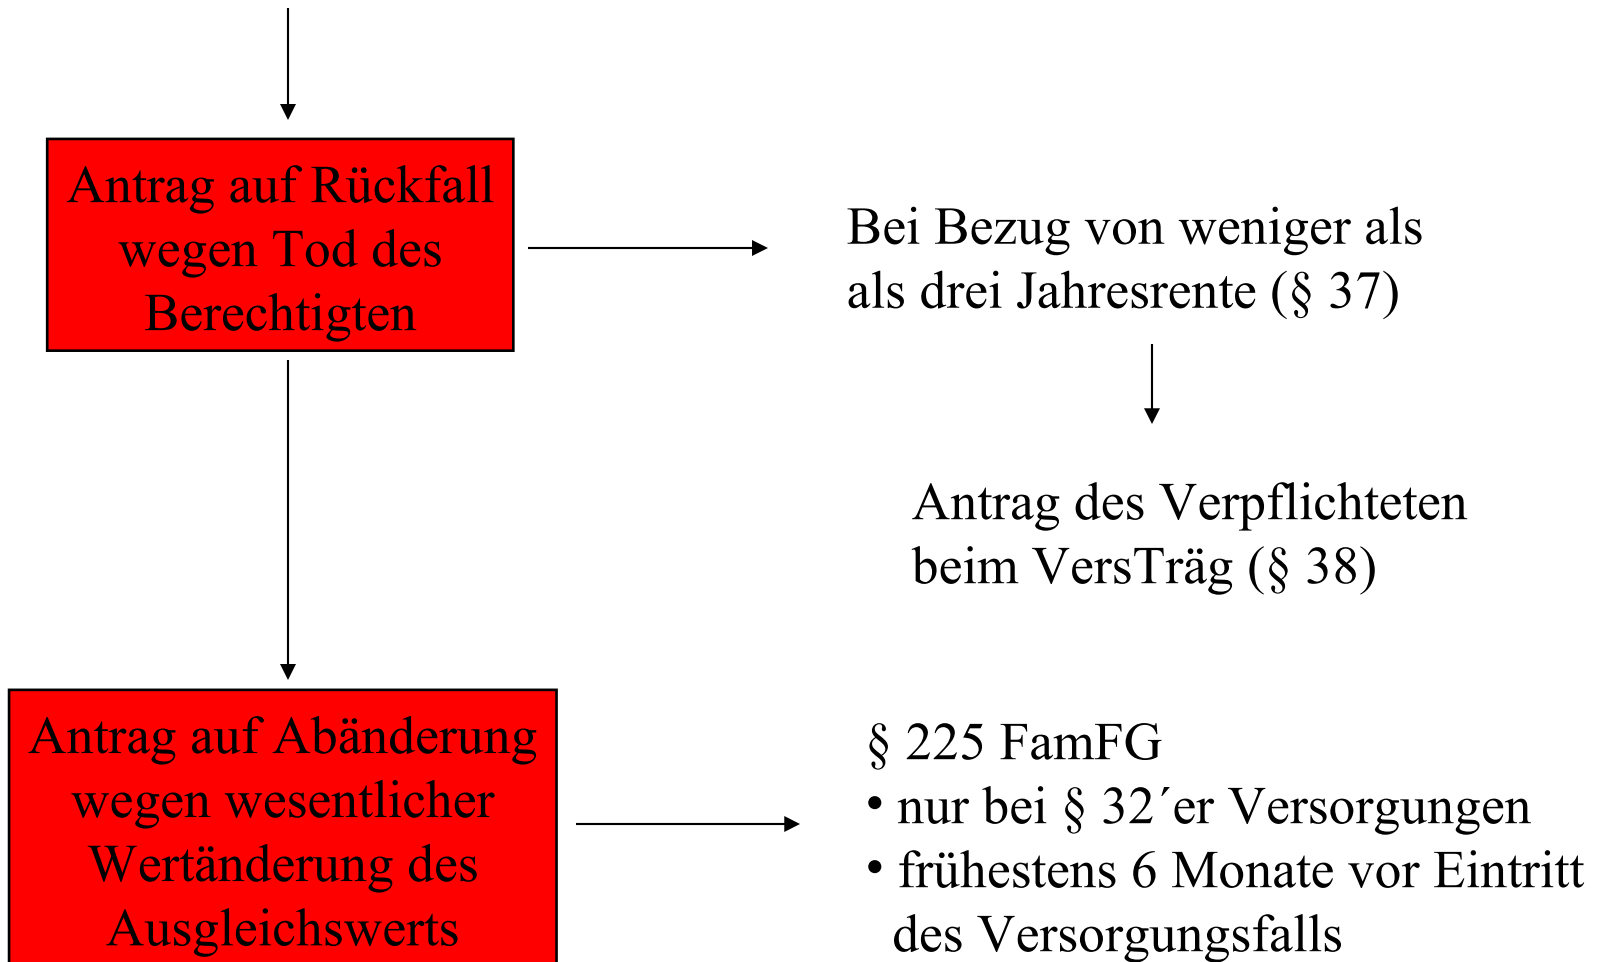 Antrag auf Rückfall
wegen Tod des
Berechtigten
Bei Bezug von weniger als
als drei Jahresrente (§ 37)
Antrag des Verpflichteten
beim VersTräg (§ 38)
Antrag auf Abänderung
wegen wesentlicher
Wertänderung des
Ausgleichswerts
§ 225 FamFG
• nur bei § 32´er Versorgungen
• frühestens 6 Monate vor Eintritt
des Versorgungsfalls